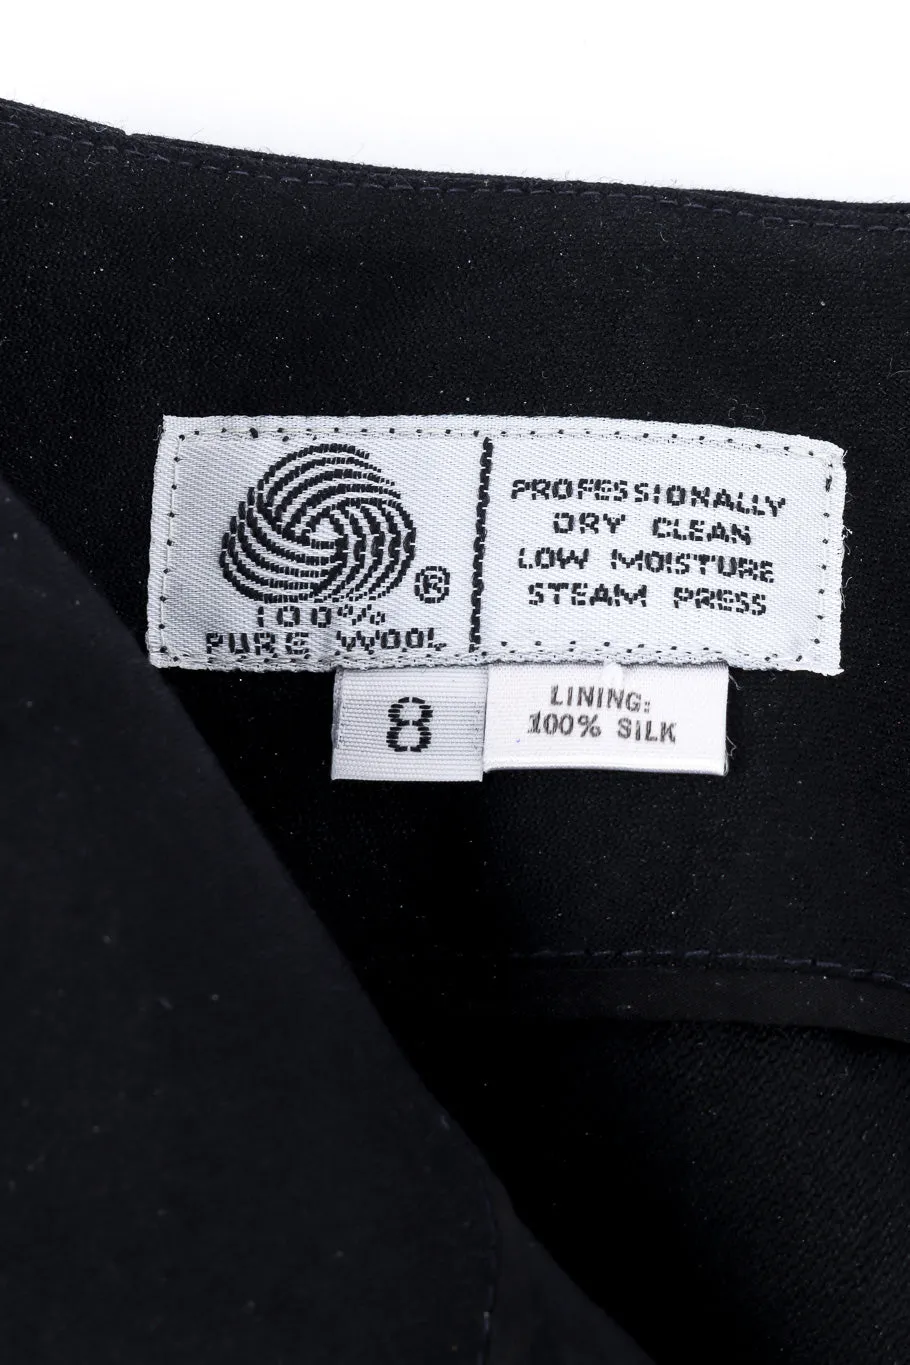 ®
100%
PURE WOOL
PROFESSIONALLY
DRY CLEAN
LOW MOISTURE
STEAM PRESS
8
LINING:
100% SILK